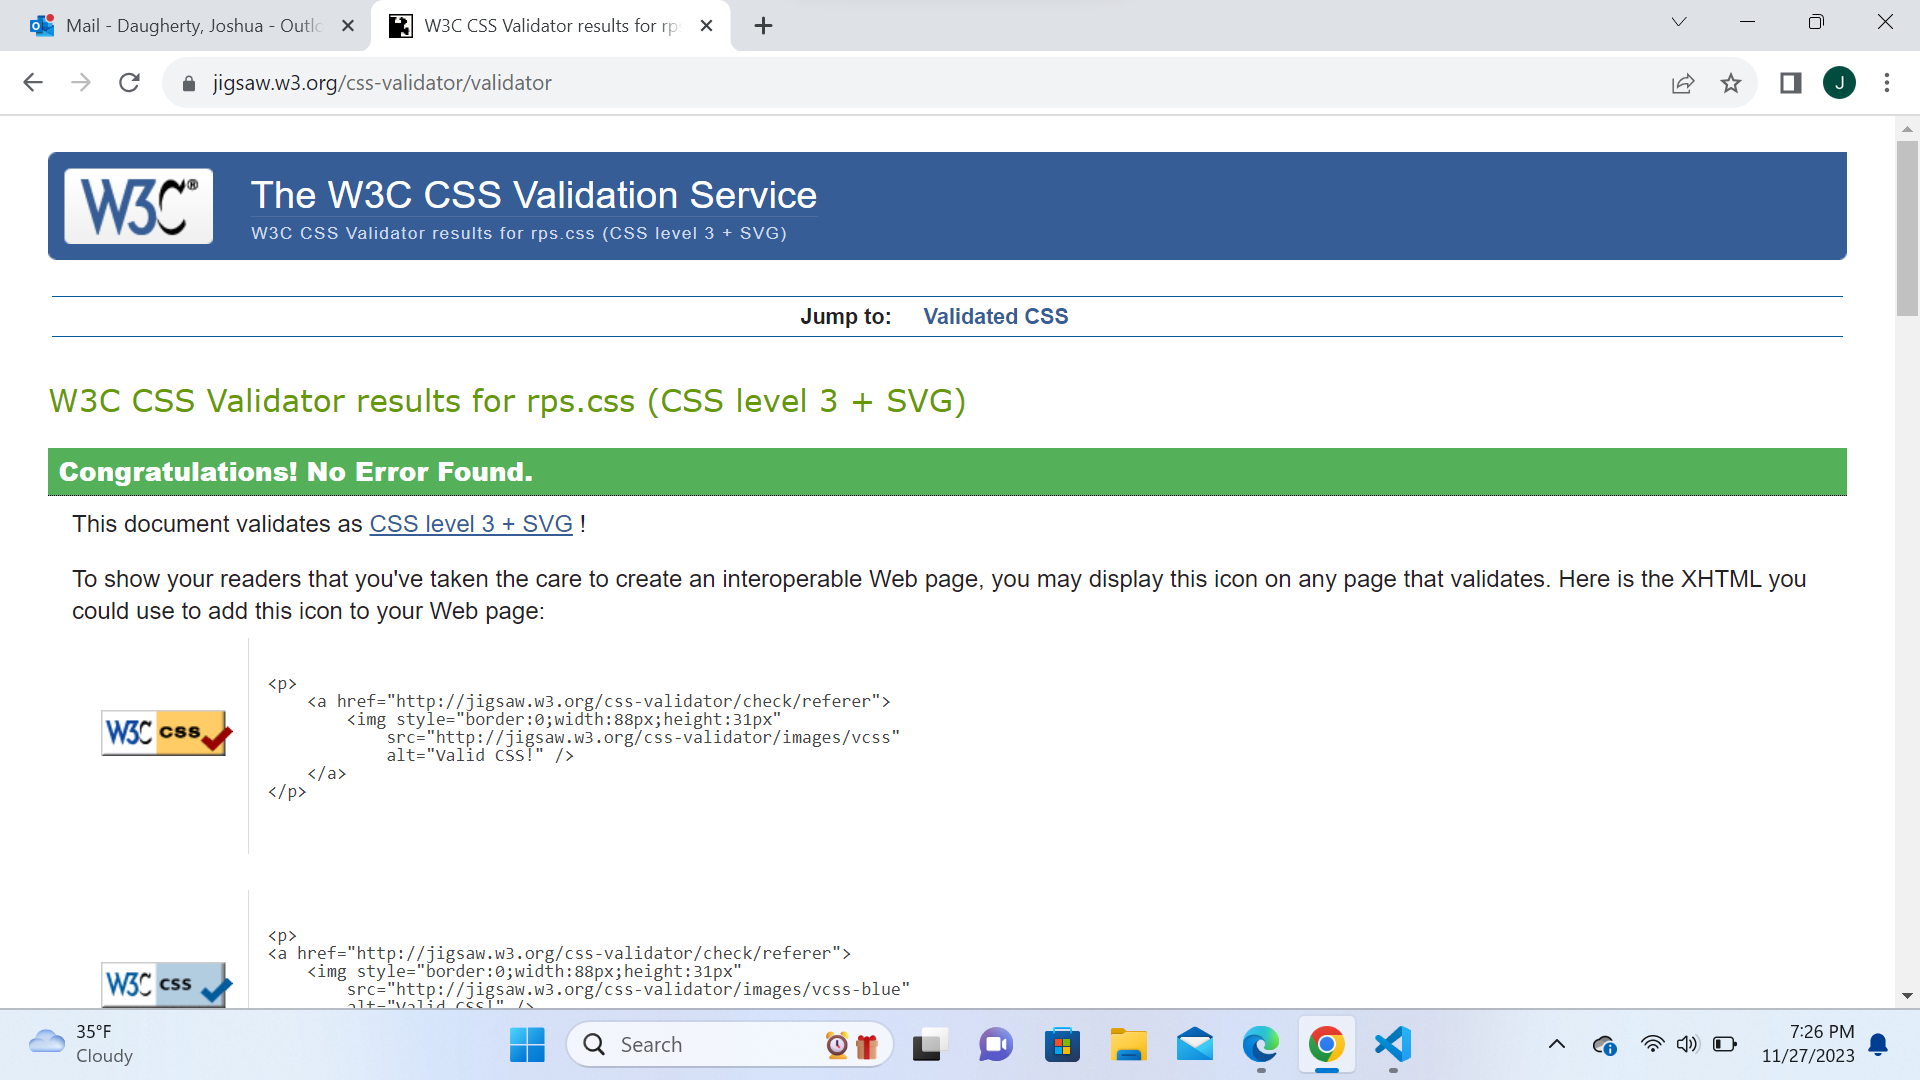 Mail - Daugherty, Joshua - Outlo
W3C CSS Validator results for rp
jigsaw.w3.org/css-validator/validator
J
W3C®
The W3C CSS Validation Service
W3C CSS Validator results for rps.css (CSS level 3 + SVG)
Jump to: Validated CSS
W3C CSS Validator results for rps.css (CSS level 3 + SVG)
Congratulations! No Error Found.
This document validates as CSS level 3 + SVG !
To show your readers that you've taken the care to create an interoperable Web page, you may display this icon on any page that validates. Here is the XHTML you
could use to add this icon to your Web page:
W3C css
<p>
<a href="http://jigsaw.w3.org/css-validator/check/referer">
<img style="border:0;width:88px;height:31px"
src="http://jigsaw.w3.org/css-validator/images/vcss"
alt="Valid CSS!" />
</a>
</p>
W3C css
<p>
<a href="http://jigsaw.w3.org/css-validator/check/referer">
<img style="border:0;width:88px;height:31px"
src="http://jigsaw.w3.org/css-validator/images/vcss-blue"
alt="Valid CSS!" />
35°F
Cloudy
Search
7:26 PM
11/27/2023